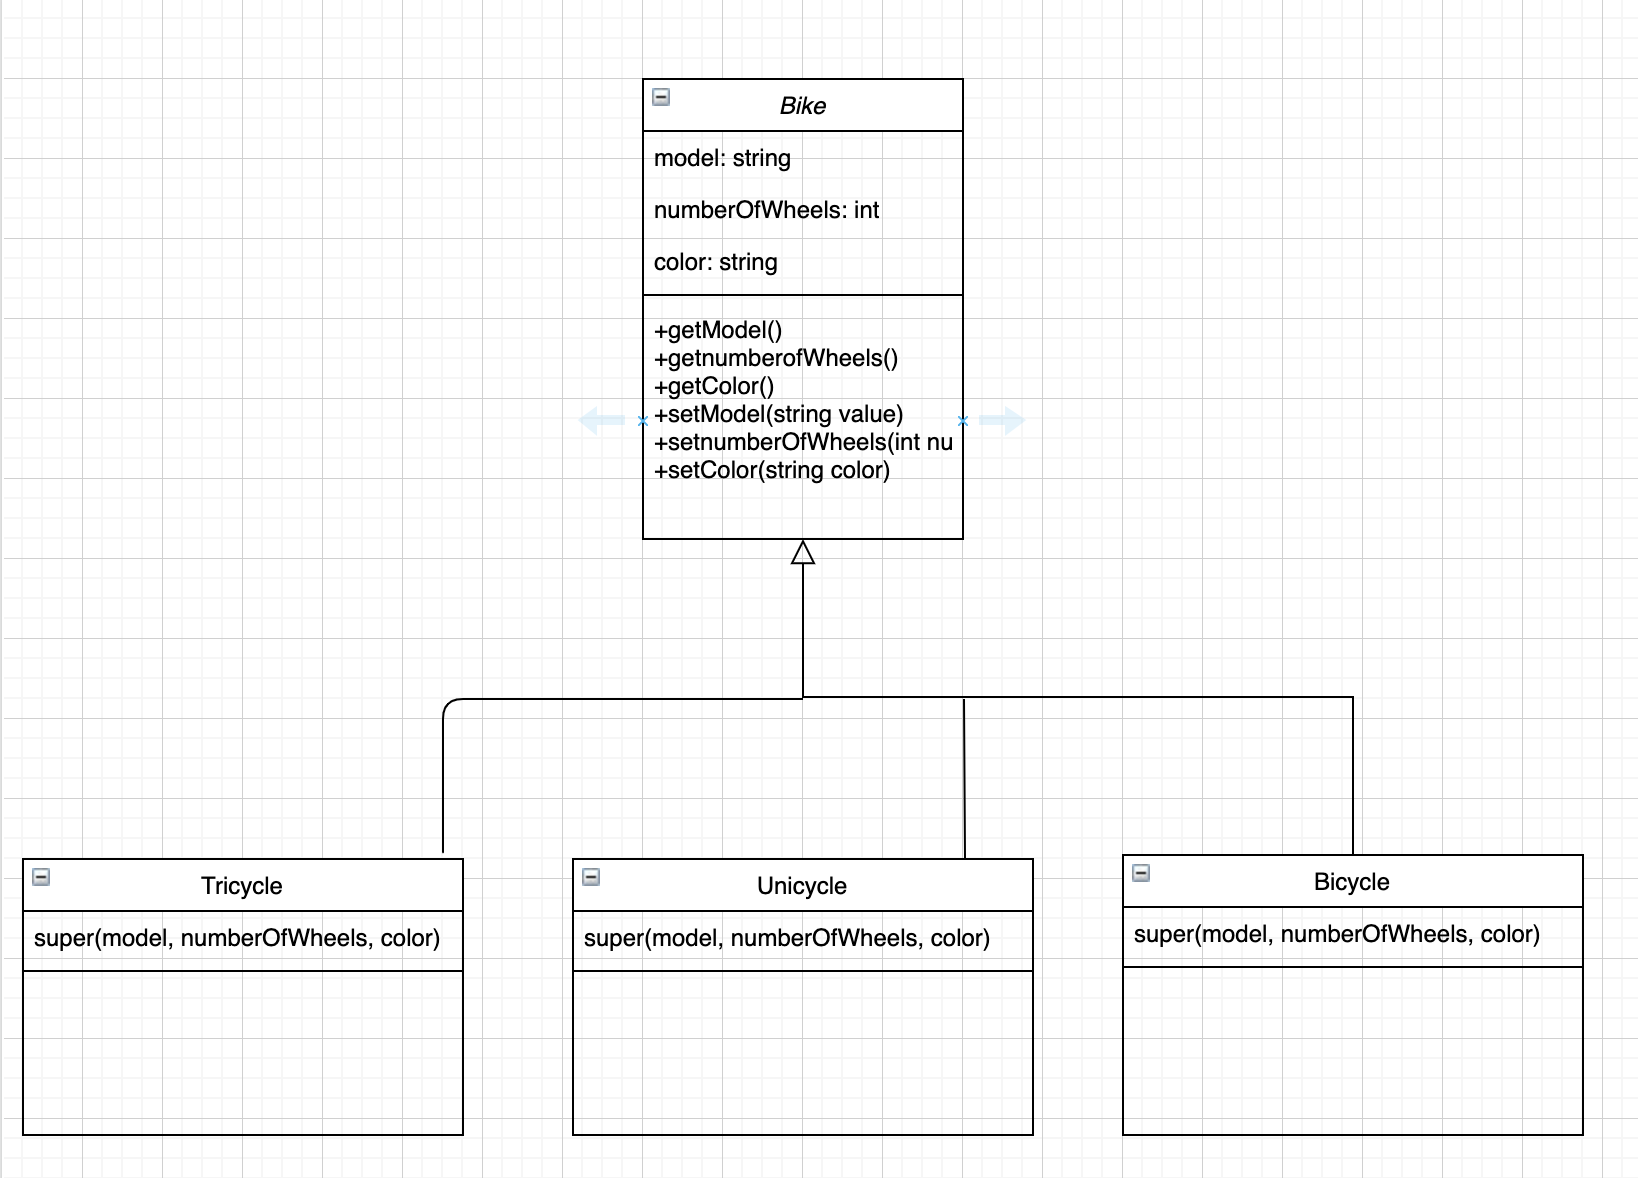 Bike
model: string
numberOfWheels: int
color: string
+getModel()
+getnumberofWheels()
+getColor()
+setModel(string value)
+setnumberOfWheels(int nu
+setColor(string color)
Tricycle
super(model, numberOfWheels, color)
Unicycle
super(model, numberOfWheels, color)
Bicycle
super(model, numberOfWheels, color)